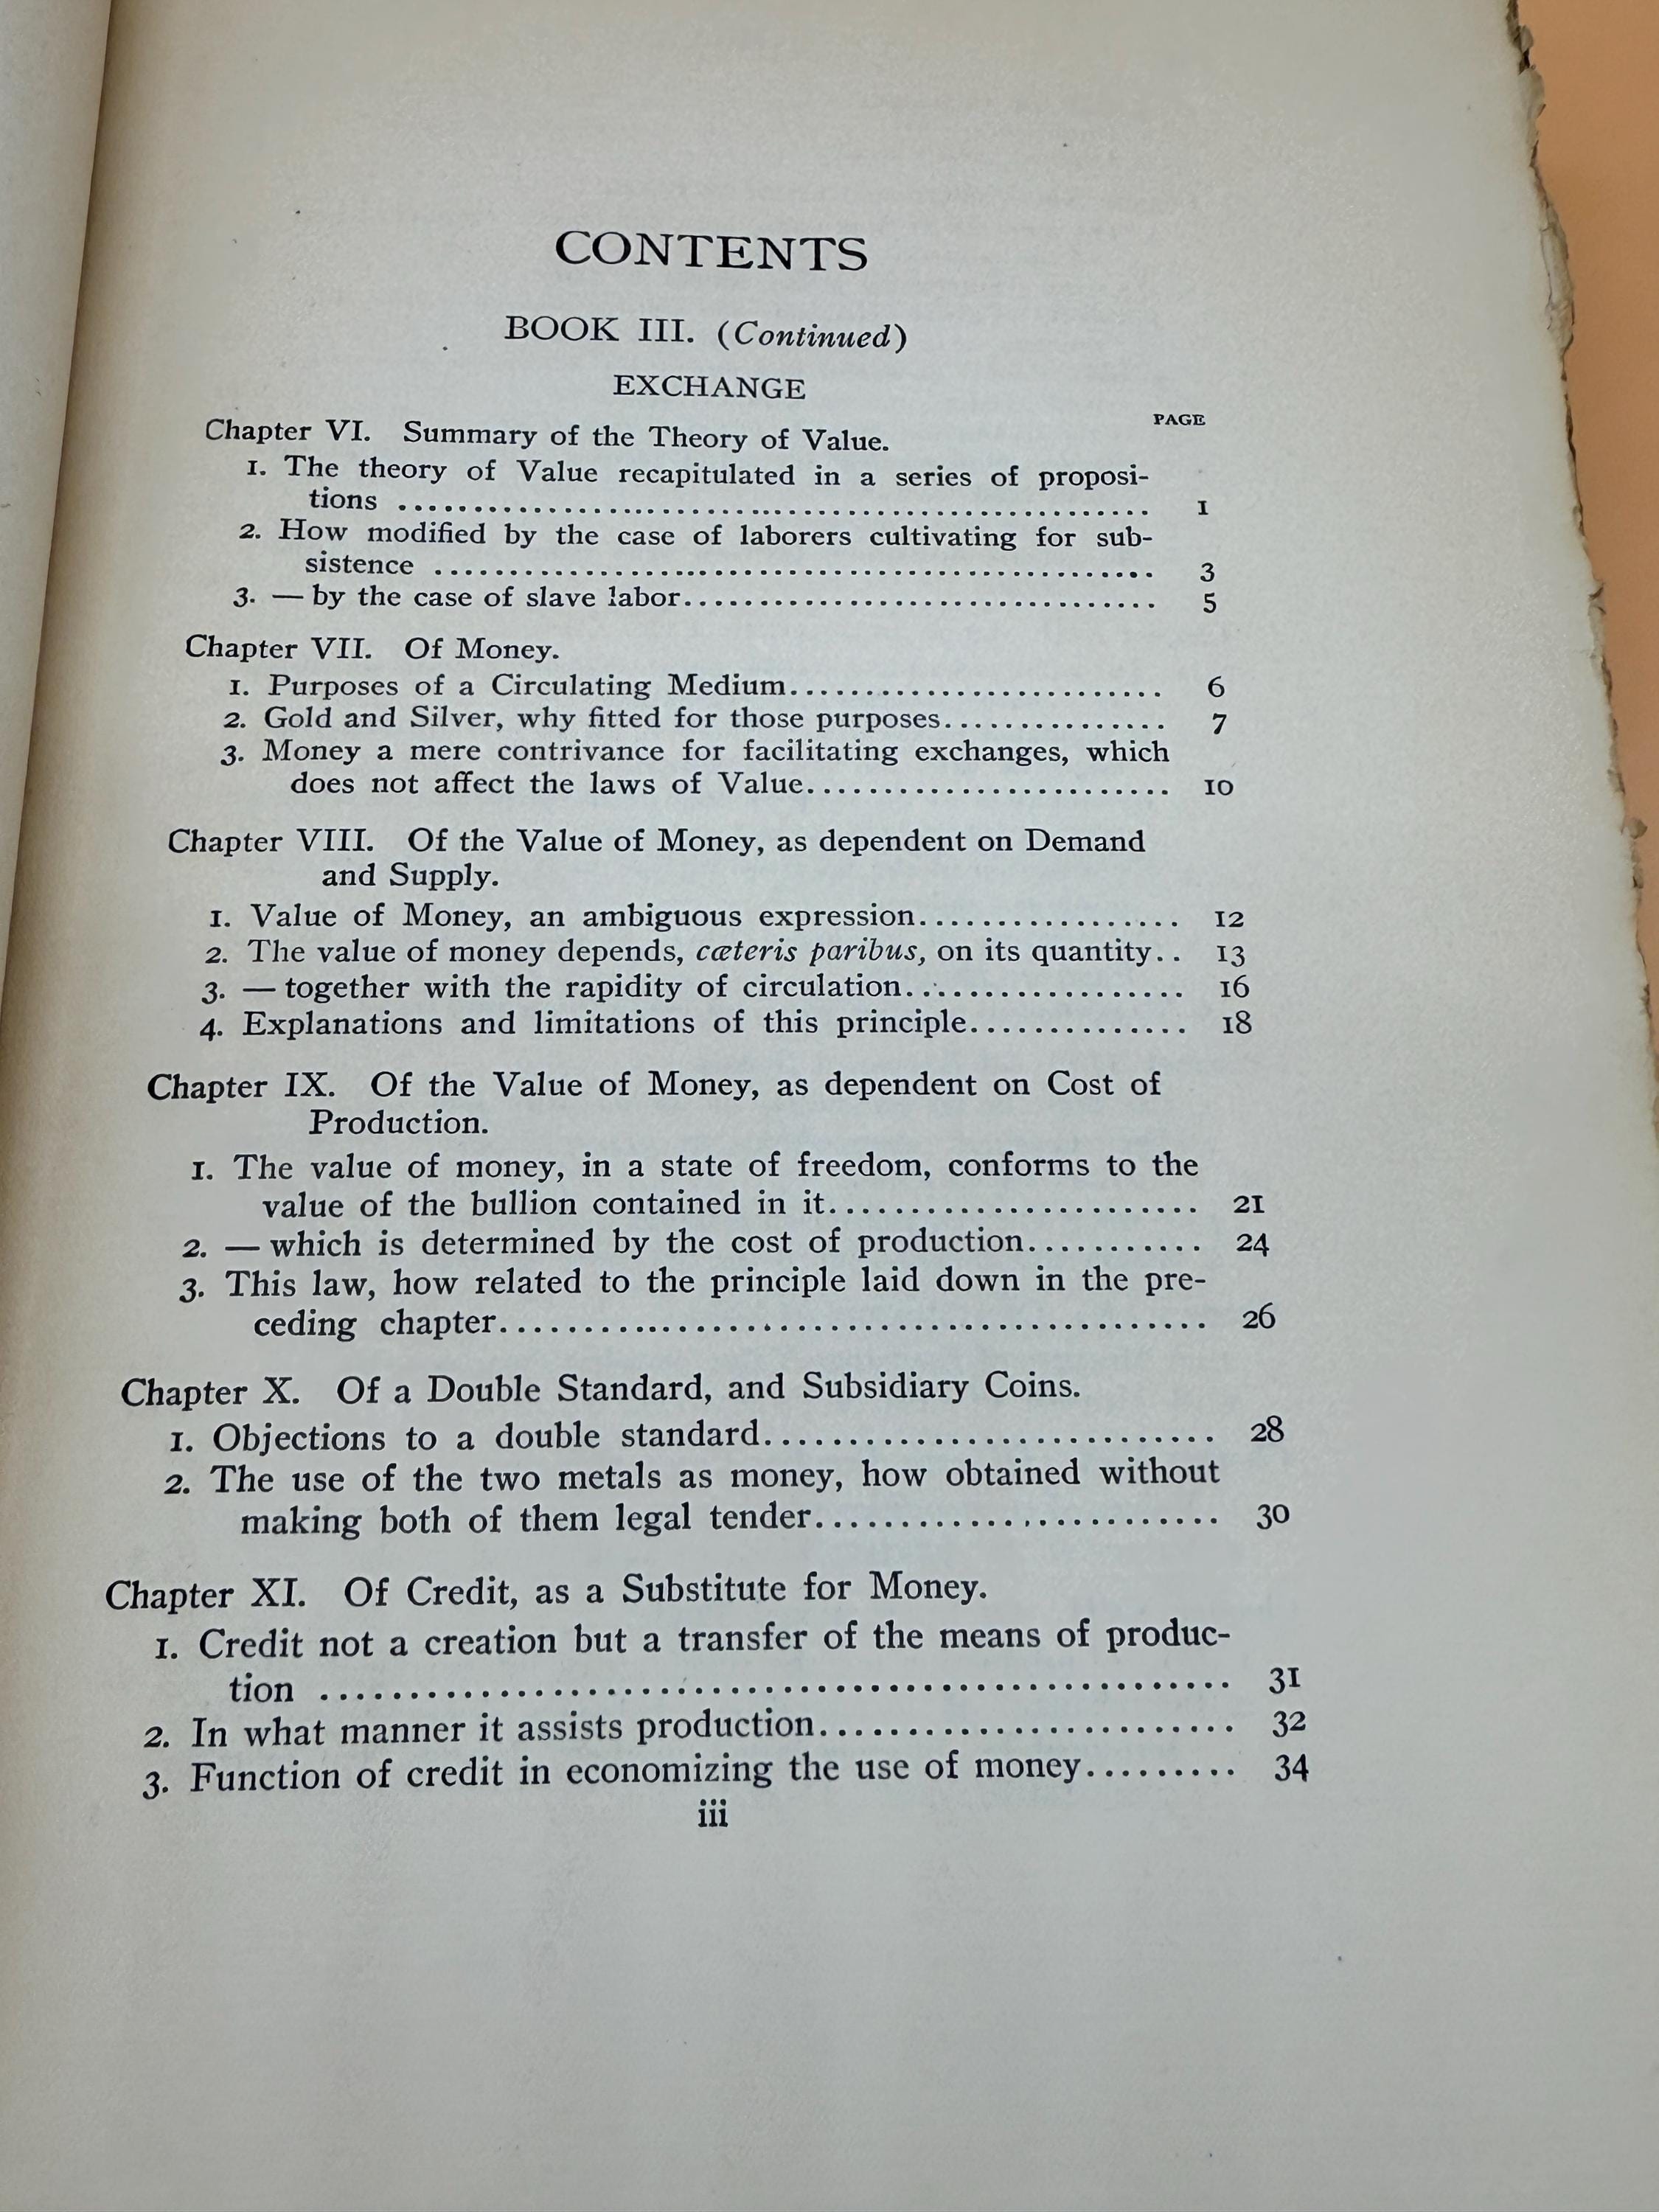 CONTENTS
BOOK III. (Continued)
EXCHANGE
PAGE
Chapter VI. Summary of the Theory of Value.
1. The theory of Value recapitulated in a series of proposi-
tions .................................................. 1
2. How modified by the case of laborers cultivating for sub-
sistence ............................................... 3
3. — by the case of slave labor............................... 5
Chapter VII. Of Money.
1. Purposes of a Circulating Medium........................ 6
2. Gold and Silver, why fitted for those purposes............... 7
3. Money a mere contrivance for facilitating exchanges, which
does not affect the laws of Value........................ 10
Chapter VIII. Of the Value of Money, as dependent on Demand
and Supply.
1. Value of Money, an ambiguous expression................. 12
2. The value of money depends, cæteris paribus, on its quantity.. 13
3. — together with the rapidity of circulation.................. 16
4. Explanations and limitations of this principle.............. 18
Chapter IX. Of the Value of Money, as dependent on Cost of
Production.
1. The value of money, in a state of freedom, conforms to the
value of the bullion contained in it....................... 21
2. — which is determined by the cost of production........... 24
3. This law, how related to the principle laid down in the pre-
ceding chapter............................................ 26
Chapter X. Of a Double Standard, and Subsidiary Coins.
1. Objections to a double standard........................... 28
2. The use of the two metals as money, how obtained without
making both of them legal tender........................ 30
Chapter XI. Of Credit, as a Substitute for Money.
1. Credit not a creation but a transfer of the means of produc-
tion ................................................... 31
2. In what manner it assists production....................... 32
3. Function of credit in economizing the use of money......... 34
iii